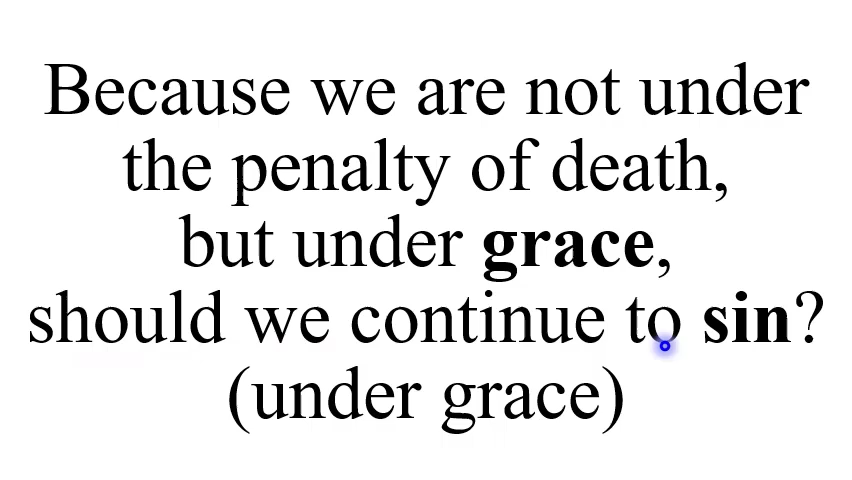 Because we are not under
the penalty of death,
but under grace,
should we continue to sin?
(under grace)